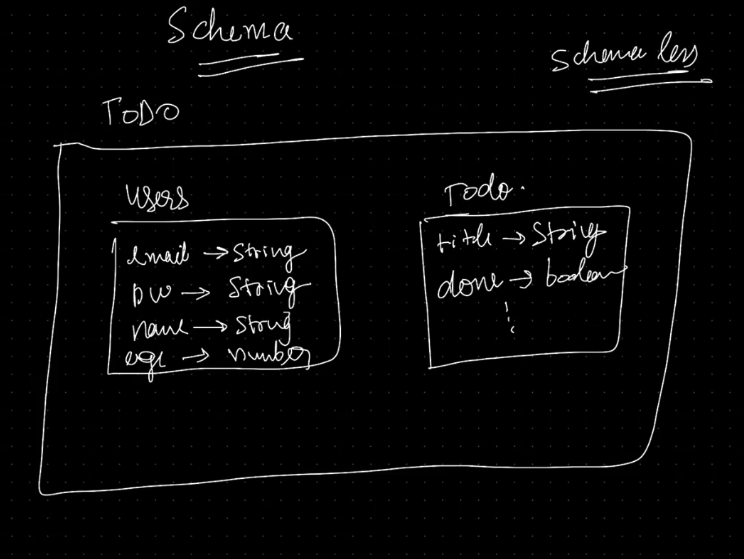 Schema
Schema less
TODO
Users
email → String
pw → String
name → String
age → number
Todo.
title → String
done → boolean